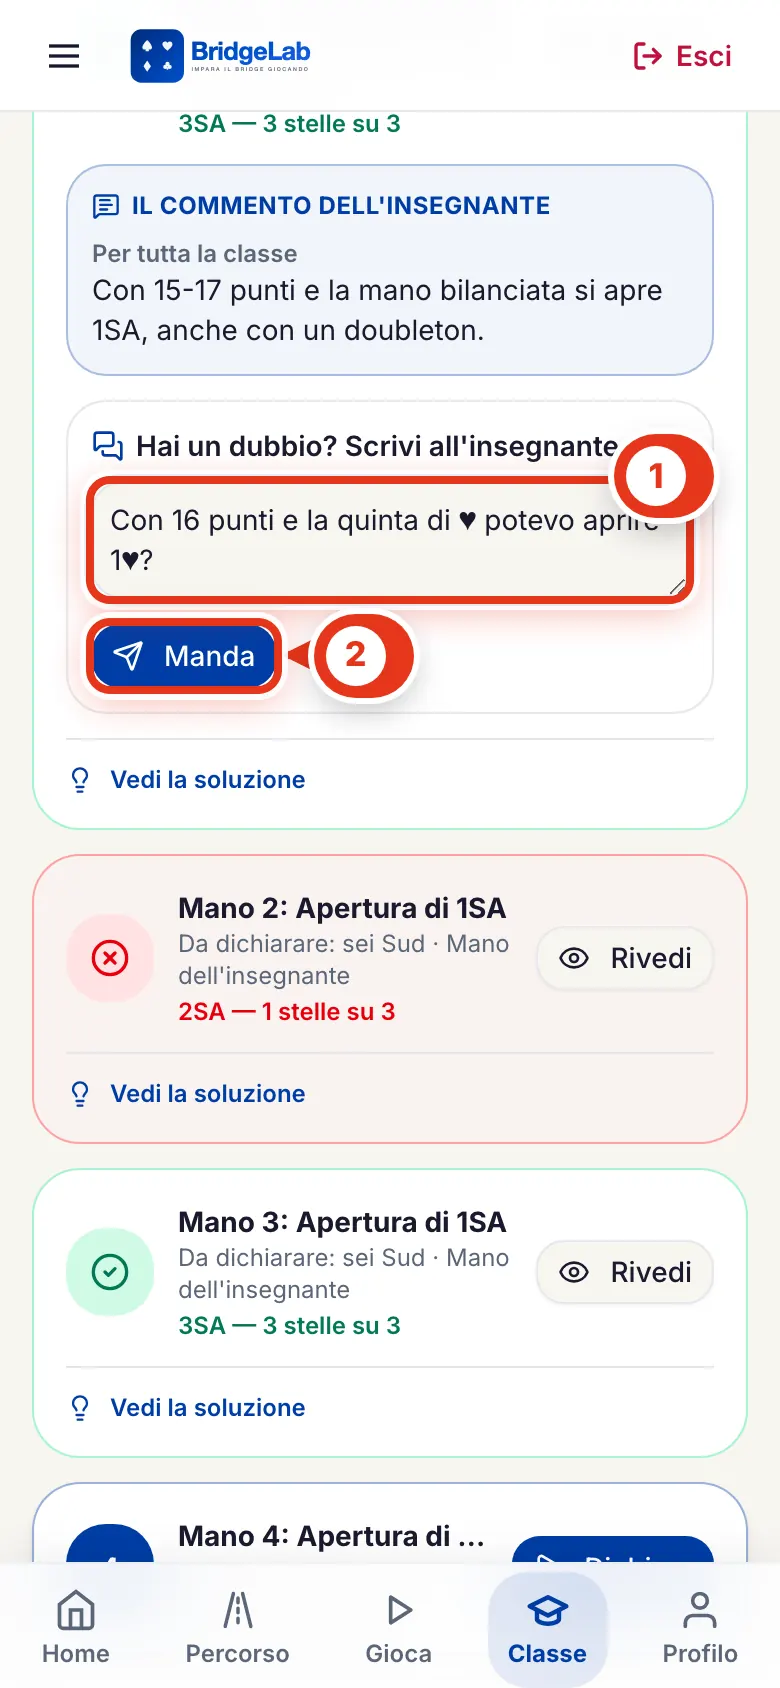 BridgeLab
IMPARA IL BRIDGE GIOCANDO
Esci
3SA — 3 stelle su 3
IL COMMENTO DELL'INSEGNANTE
Per tutta la classe
Con 15-17 punti e la mano bilanciata si apre
1SA, anche con un doubleton.
Hai un dubbio? Scrivi all'insegnante
1
Con 16 punti e la quinta di ♥ potevo aprire
1♥?
Manda
2
Vedi la soluzione
Mano 2: Apertura di 1SA
Da dichiarare: sei Sud · Mano
dell'insegnante
2SA — 1 stelle su 3
Rivedi
Vedi la soluzione
Mano 3: Apertura di 1SA
Da dichiarare: sei Sud · Mano
dell'insegnante
3SA — 3 stelle su 3
Rivedi
Vedi la soluzione
Mano 4: Apertura di ...
Home
Percorso
Gioca
Classe
Profilo